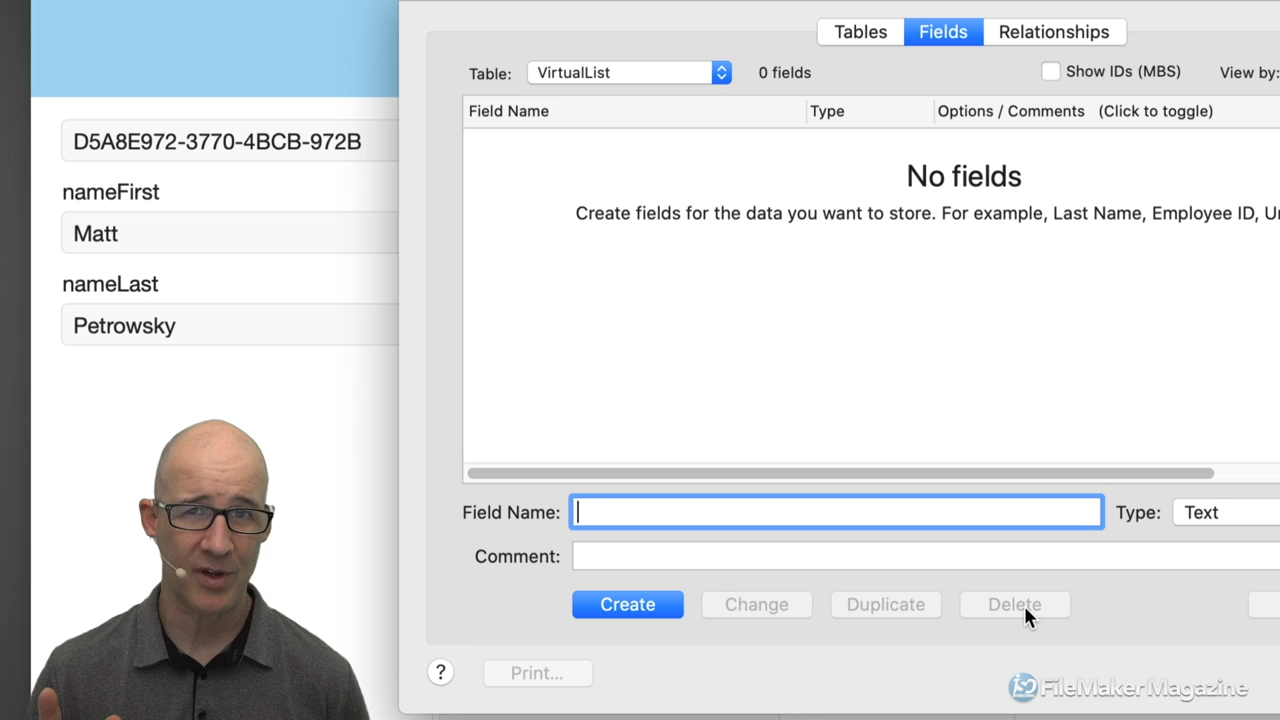 D5A8E972-3770-4BCB-972B
nameFirst
Matt
nameLast
Petrowsky
Tables Fields Relationships
Table: VirtualList 0 fields Show IDs (MBS) View by:
Field Name Type Options / Comments (Click to toggle)
No fields
Create fields for the data you want to store. For example, Last Name, Employee ID, U
Field Name: Type: Text
Comment:
Create Change Duplicate Delete
? Print...
FileMaker Magazine